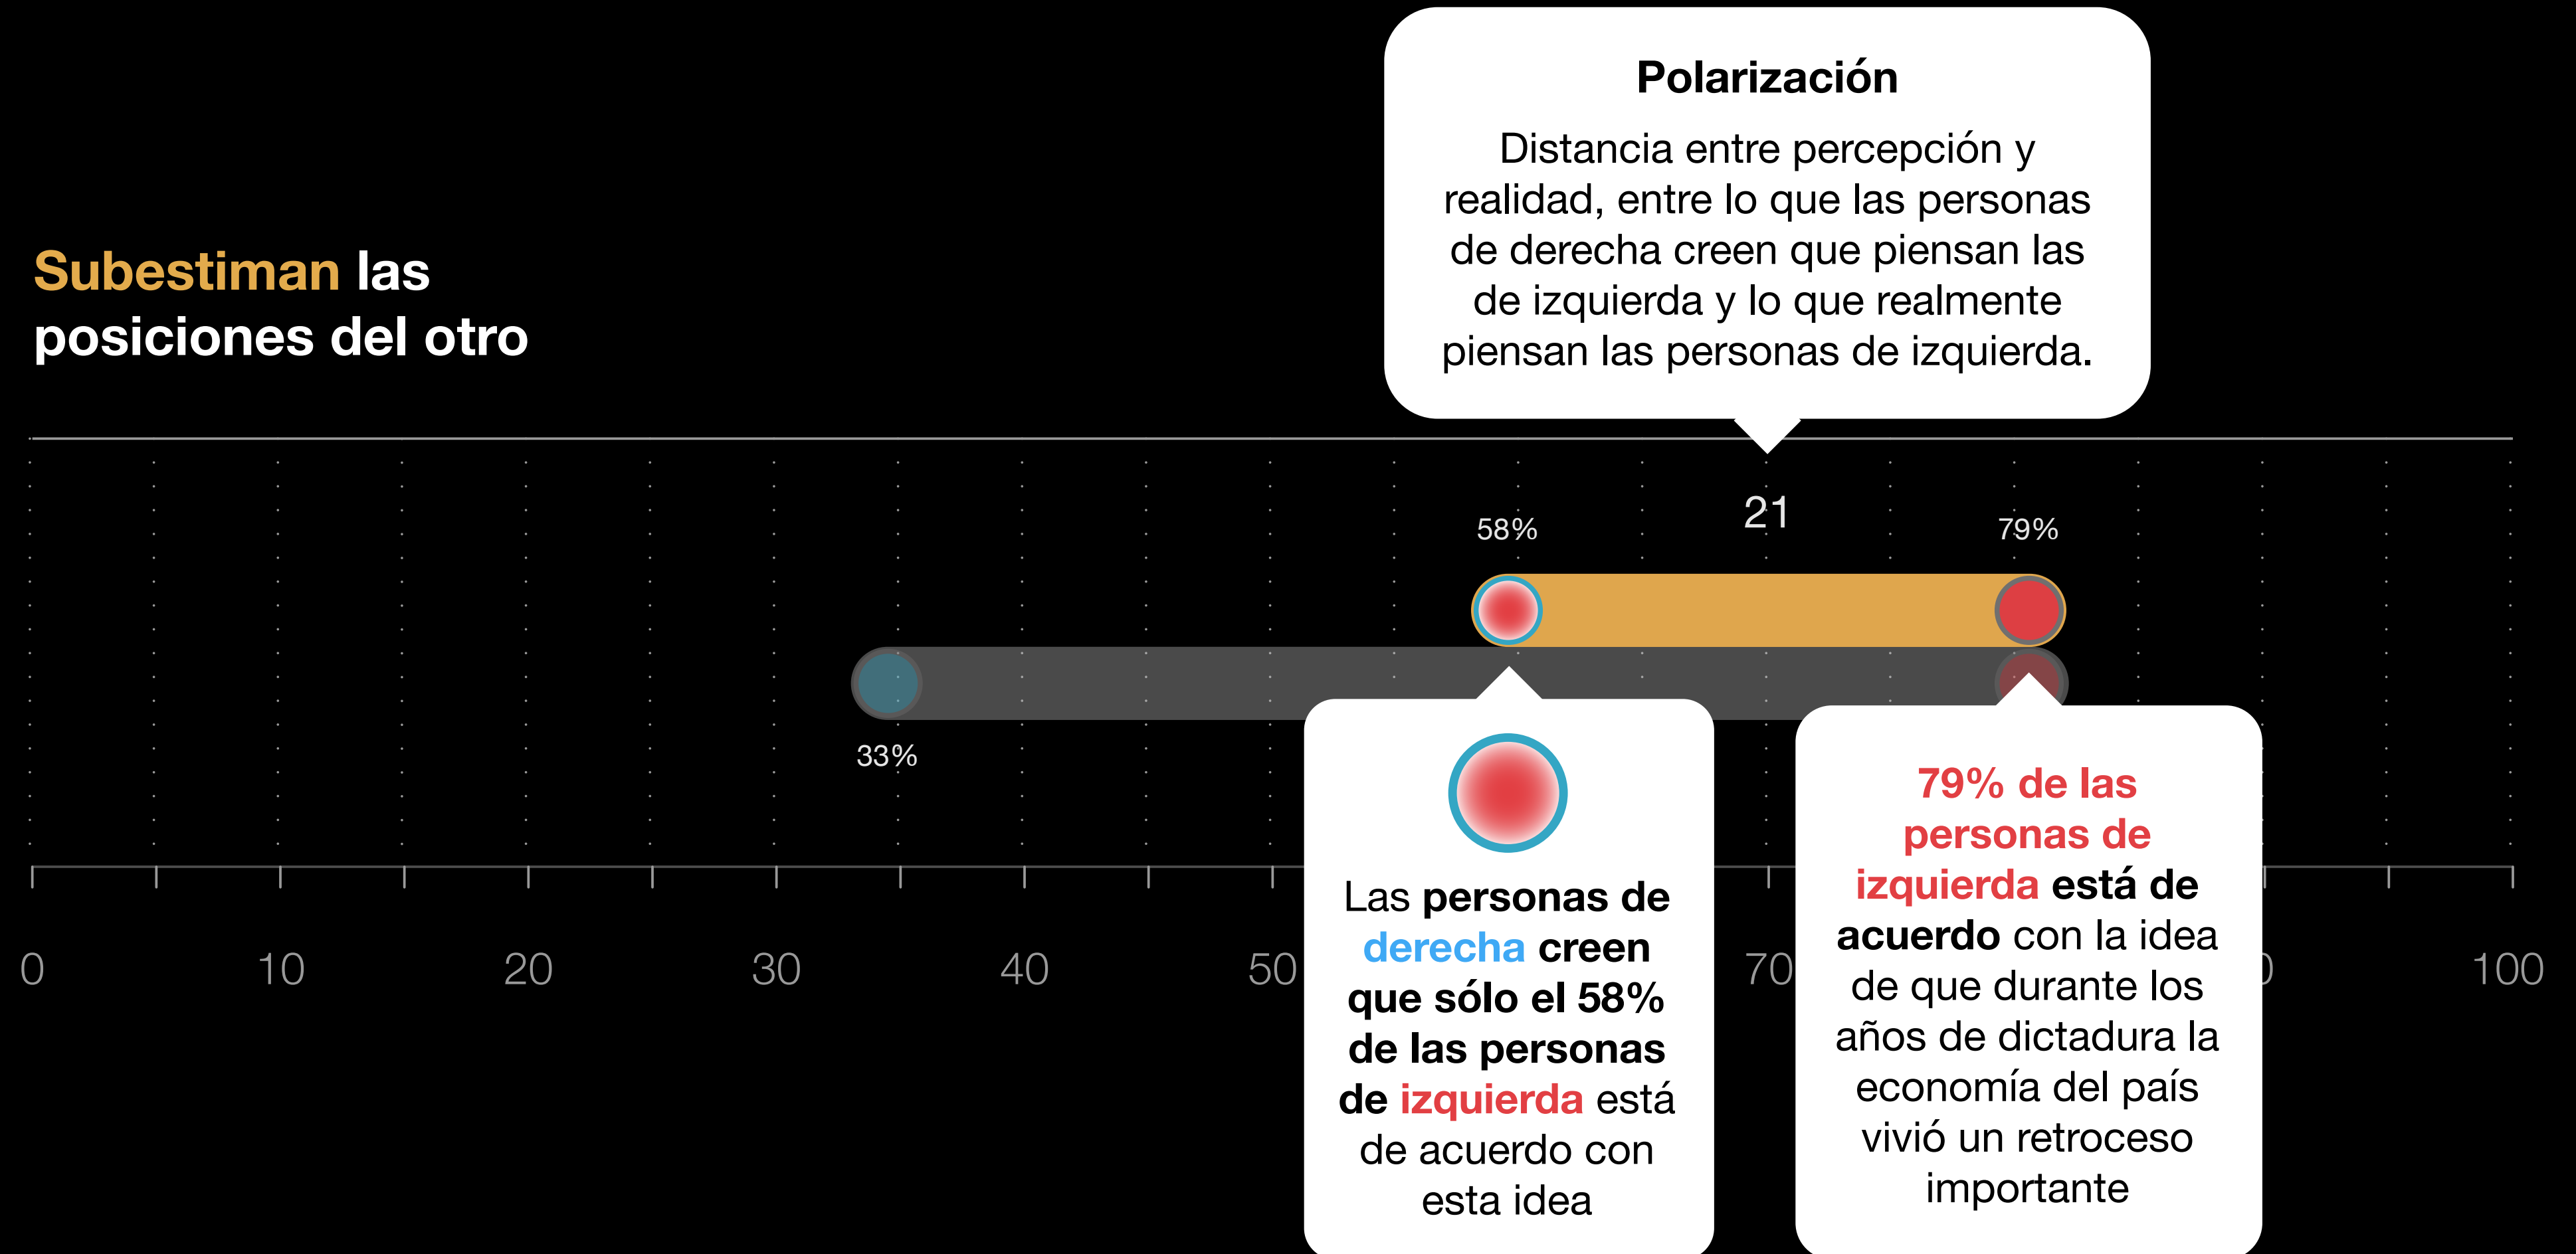 Polarización
Distancia entre percepción y
realidad, entre lo que las personas
de derecha creen que piensan las
de izquierda y lo que realmente
piensan las personas de izquierda.
Subestiman las
posiciones del otro
21
58%
79%
33%
79% de las
personas de
izquierda está de
acuerdo con la idea
de que durante los
años de dictadura la
economía del país
vivió un retroceso
importante
Las personas de
derecha creen
que sólo el 58%
de las personas
de izquierda está
de acuerdo con
esta idea
0 10 20 30 40 50 70 100